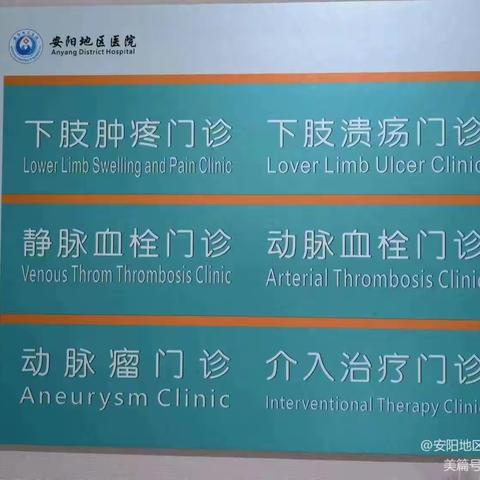 安阳地区医院
Anyang District Hospital
下肢肿疼门诊
Lower Limb Swelling and Pain Clinic
下肢溃疡门诊
Lover Limb Ulcer Clinic
静脉血栓门诊
Venous Throm Thrombosis Clinic
动脉血栓门诊
Arterial Thrombosis Clinic
动脉瘤门诊
Aneurysm Clinic
介入治疗门诊
Interventional Therapy Clinic
@安阳地区
美篇号